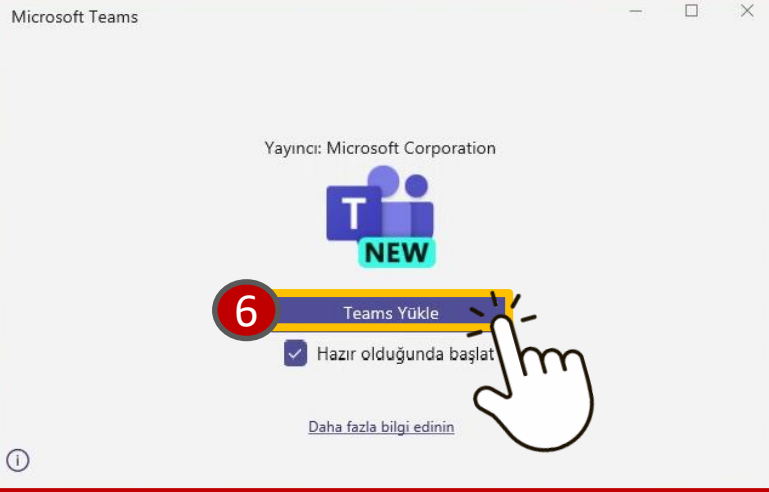 Microsoft Teams
Yayıncı: Microsoft Corporation
T
NEW
6
Teams Yükle
Hazır olduğunda başlat
Daha fazla bilgi edinin